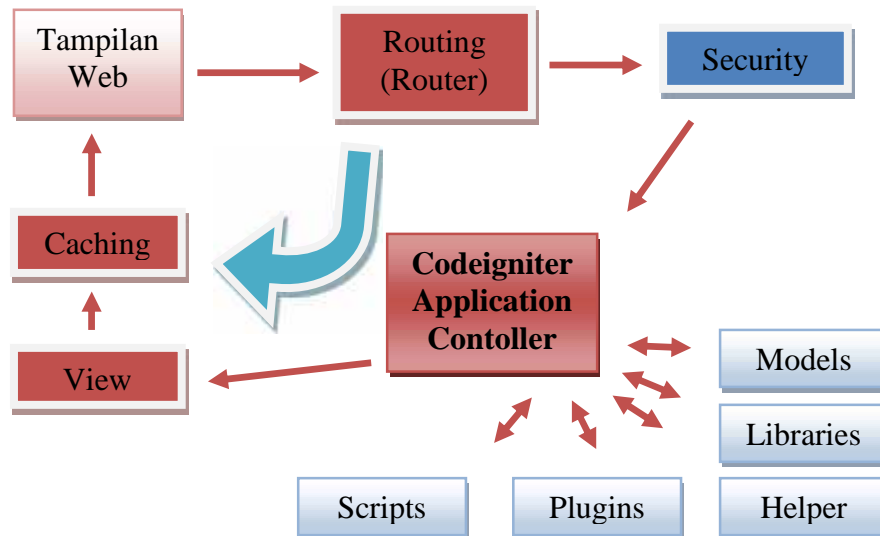 Tampilan
Web
Routing
(Router)
Security
Caching
Codeigniter
Application
Contoller
View
Models
Libraries
Scripts
Plugins
Helper